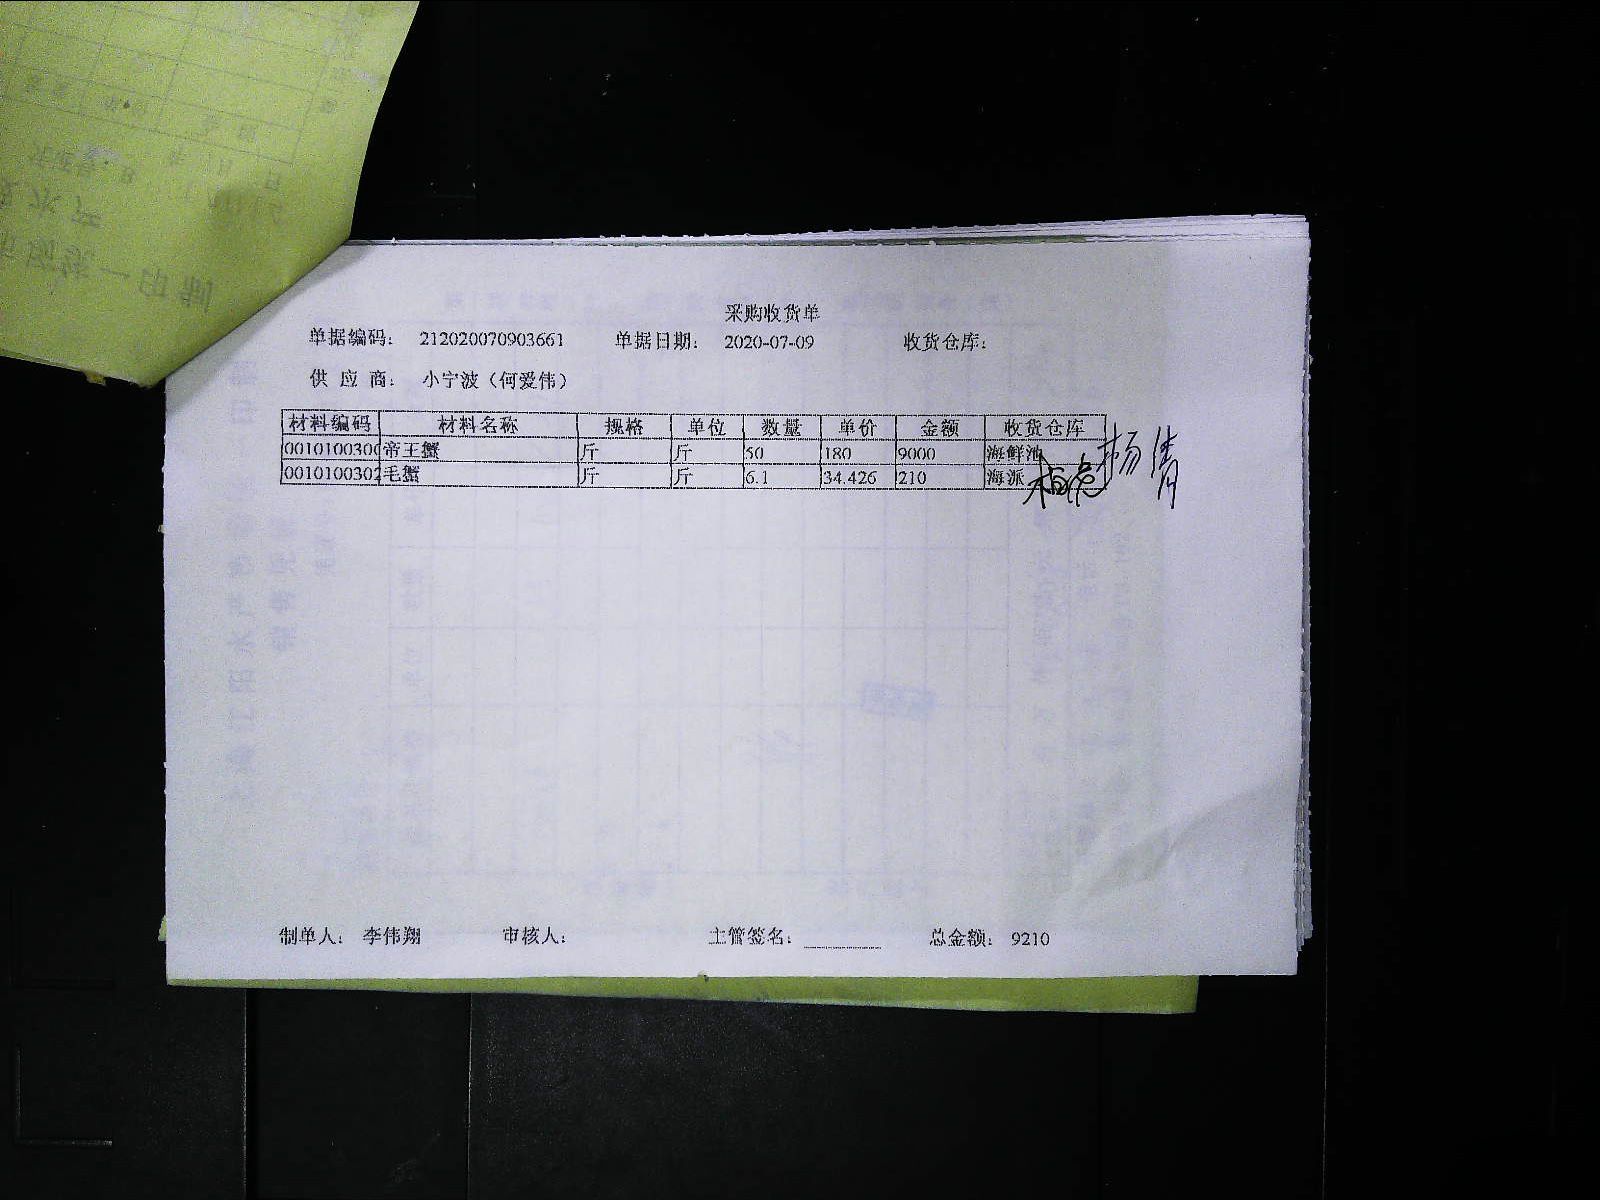 采购收货单
单据编码： 212020070903661 单据日期： 2020-07-09 收货仓库：
供 应 商： 小宁波（何爱伟）
材料编码 材料名称 规格 单位 数量 单价 金额 收货仓库
0010100300 帝王蟹 斤 斤 50 180 9000 海鲜池
0010100302 毛蟹 斤 斤 6.1 34.426 210 海派
杨倩
制单人： 李伟翔 审核人： 主管签名： 总金额： 9210